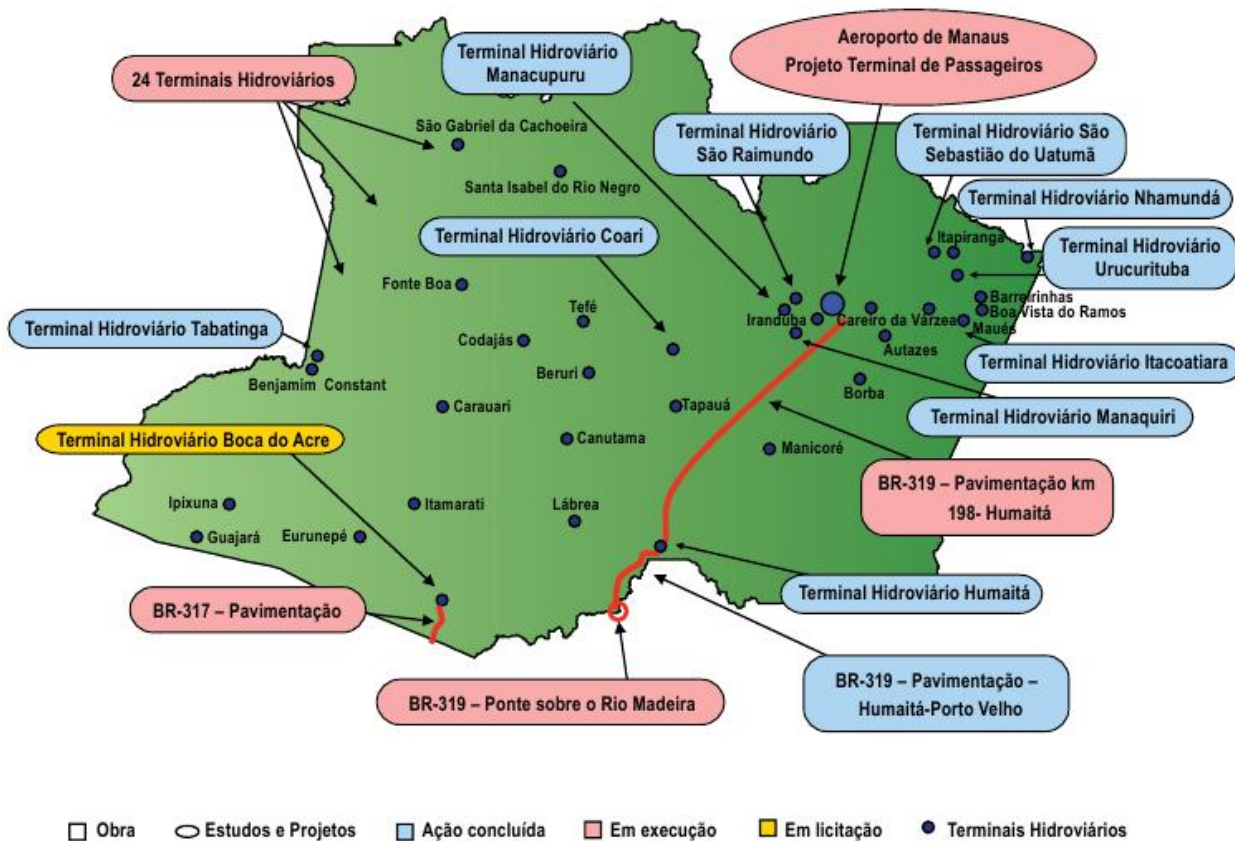 Aeroporto de Manaus
Projeto Terminal de Passageiros
Terminal Hidroviário
Manacupuru
24 Terminais Hidroviários
São Gabriel da Cachoeira
Terminal Hidroviário
São Raimundo
Terminal Hidroviário São
Sebastião do Uatumã
Santa Isabel do Rio Negro
Terminal Hidroviário Nhamundá
Terminal Hidroviário Coari
Itapiranga
Terminal Hidroviário
Urucurituba
Fonte Boa
Tefé
Barreirinhas
Boa Vista do Ramos
Iranduba
Careiro da Varzea
Maués
Terminal Hidroviário Tabatinga
Codajás
Autazes
Terminal Hidroviário Itacoatiara
Benjamim Constant
Beruri
Borba
Carauari
Tapauá
Terminal Hidroviário Manaquiri
Terminal Hidroviário Boca do Acre
Canutama
Manicoré
BR-319 – Pavimentação km
198- Humaitá
Ipixuna
Itamarati
Lábrea
Guajará
Eurunepé
Terminal Hidroviário Humaitá
BR-317 – Pavimentação
BR-319 – Ponte sobre o Rio Madeira
BR-319 – Pavimentação –
Humaitá-Porto Velho
Obra
Estudos e Projetos
Ação concluída
Em execução
Em licitação
Terminais Hidroviários